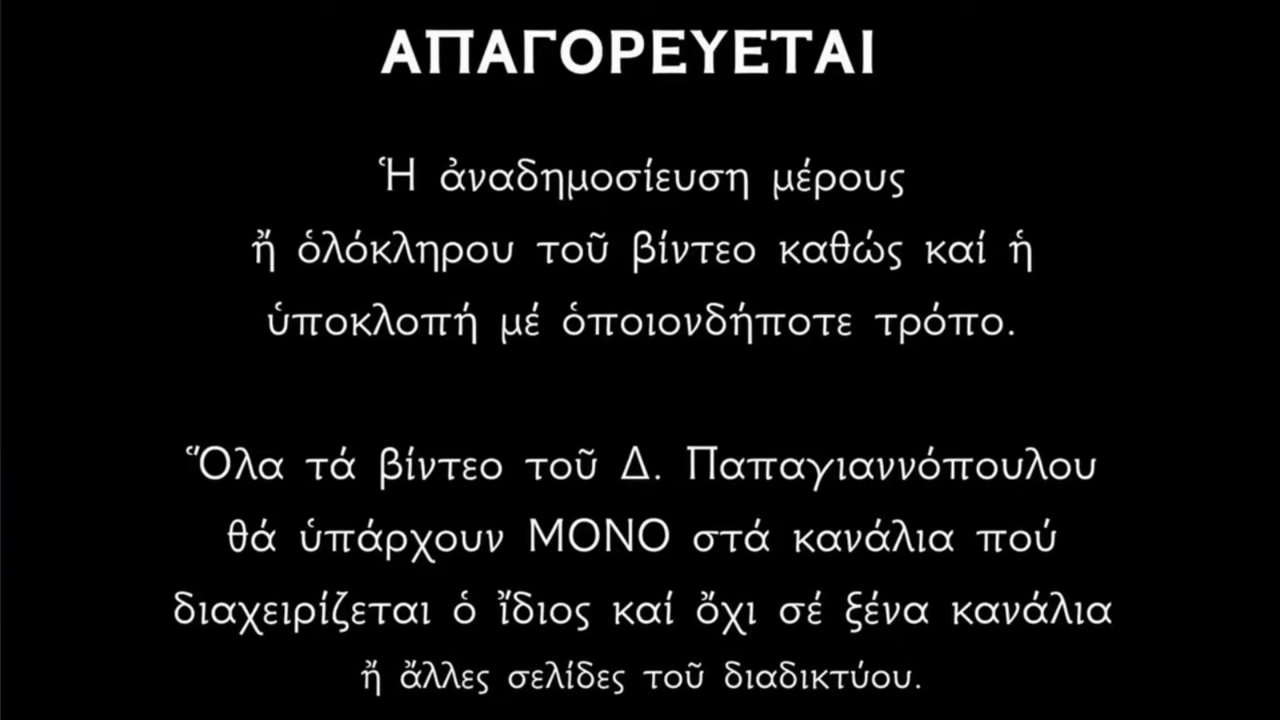 ΑΠΑΓΟΡΕΥΕΤΑΙ
Ἡ ἀναδημοσίευση μέρους
ἤ ὁλόκληρου τοῦ βίντεο καθώς καί ἡ
ὑποκλοπή μέ ὁποιονδήποτε τρόπο.
Ὅλα τά βίντεο τοῦ Δ. Παπαγιαννόπουλου
θά ὑπάρχουν ΜΟΝΟ στά κανάλια πού
διαχειρίζεται ὁ ἴδιος καί ὄχι σέ ξένα κανάλια
ἤ ἄλλες σελίδες τοῦ διαδικτύου.